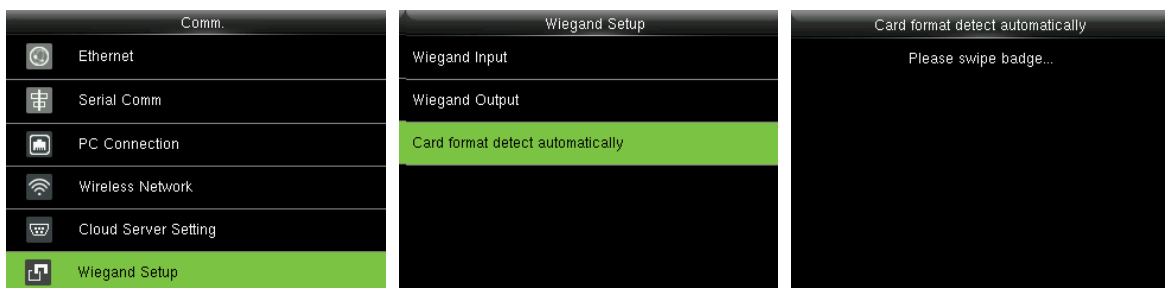 Comm.
Ethernet
Serial Comm
PC Connection
Wireless Network
Cloud Server Setting
Wiegand Setup
Wiegand Setup
Wiegand Input
Wiegand Output
Card format detect automatically
Card format detect automatically
Please swipe badge...